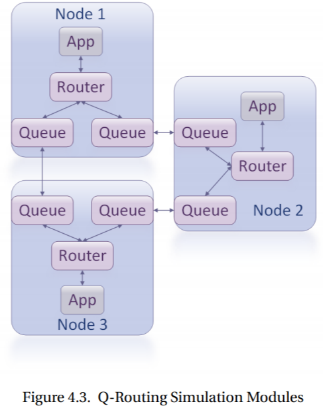 Node 1
App
Router
Queue
Queue
Queue
App
Router
Queue
Node 2
Queue
Queue
Router
App
Node 3
Figure 4.3. Q-Routing Simulation Modules